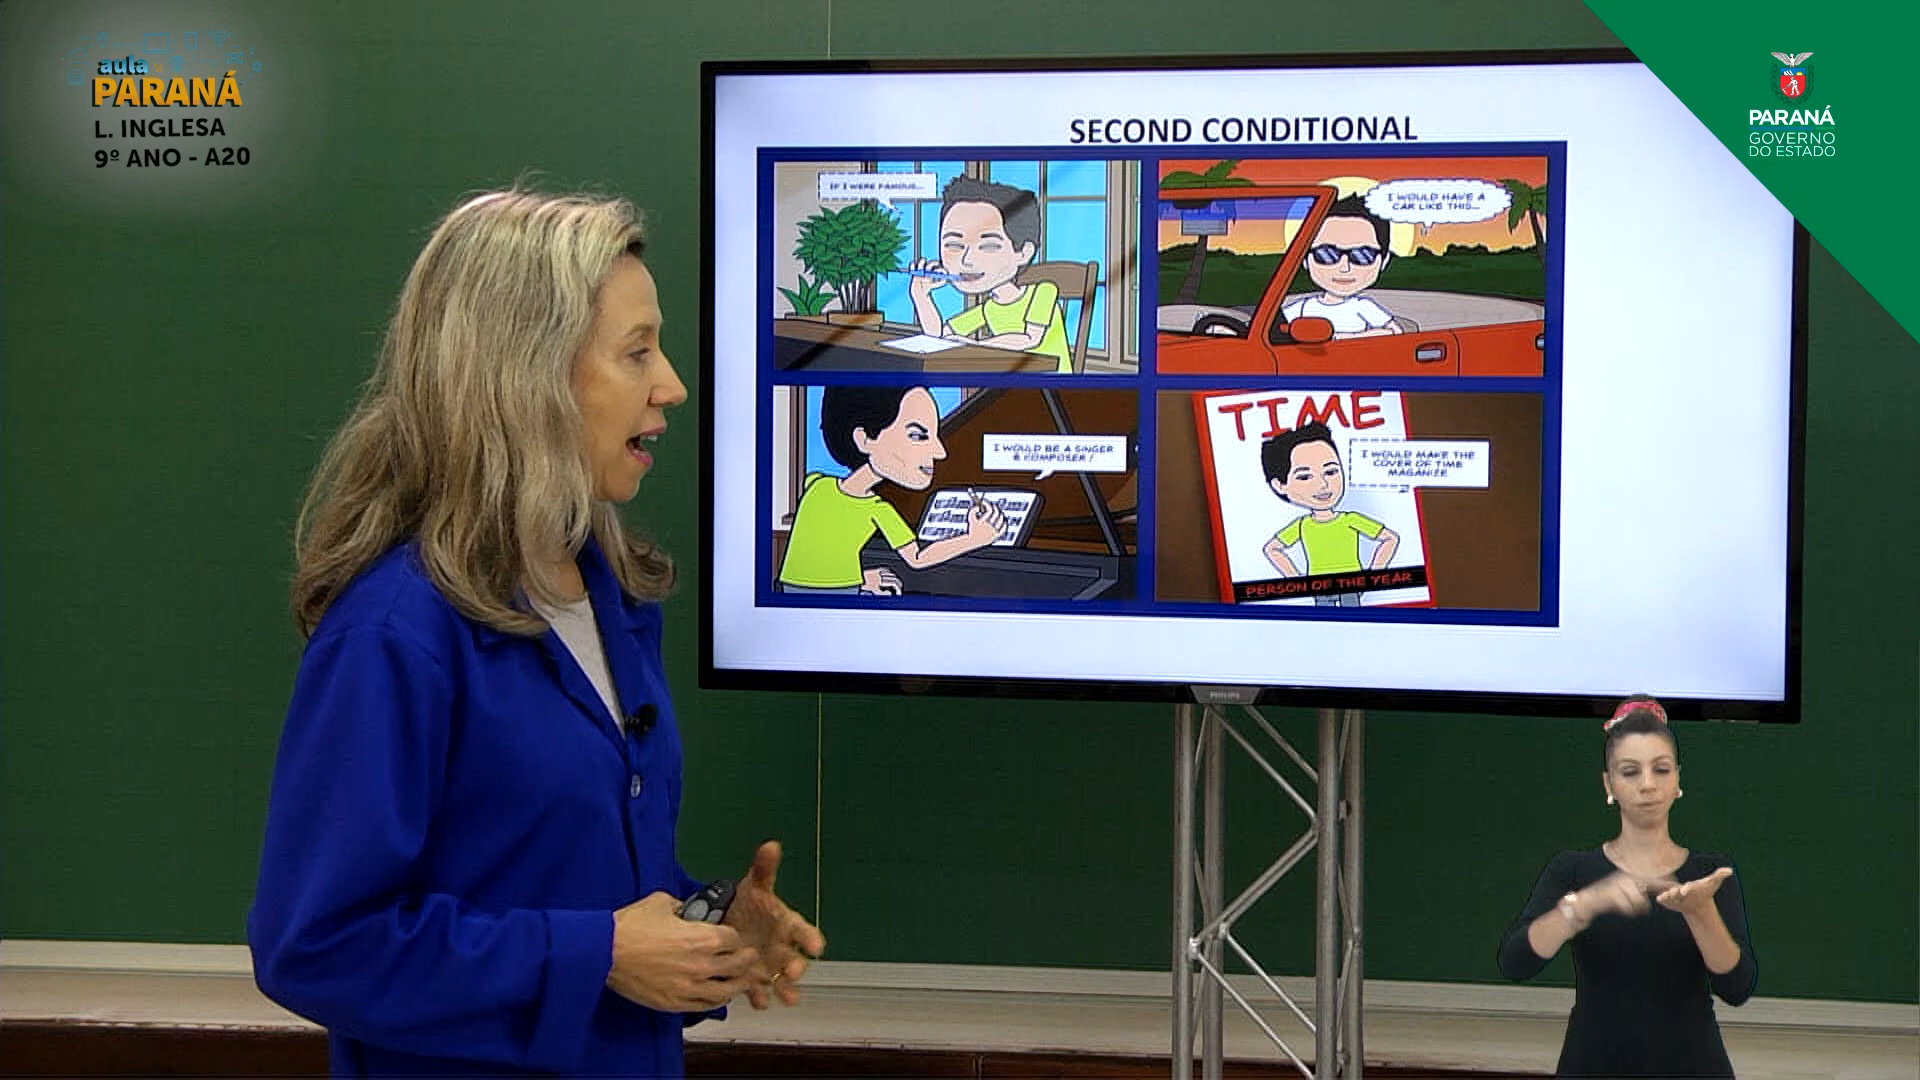 aula
PARANÁ
L. INGLESA
9º ANO - A20
PARANÁ
GOVERNO
DO ESTADO
SECOND CONDITIONAL
IF I WERE FAMOUS...
I WOULD HAVE A
CAR LIKE THIS...
I WOULD BE A SINGER
& COMPOSER !
TIME
I WOULD MAKE THE
COVER OF TIME
MAGANIZE
PERSON OF THE YEAR
PHILIPS